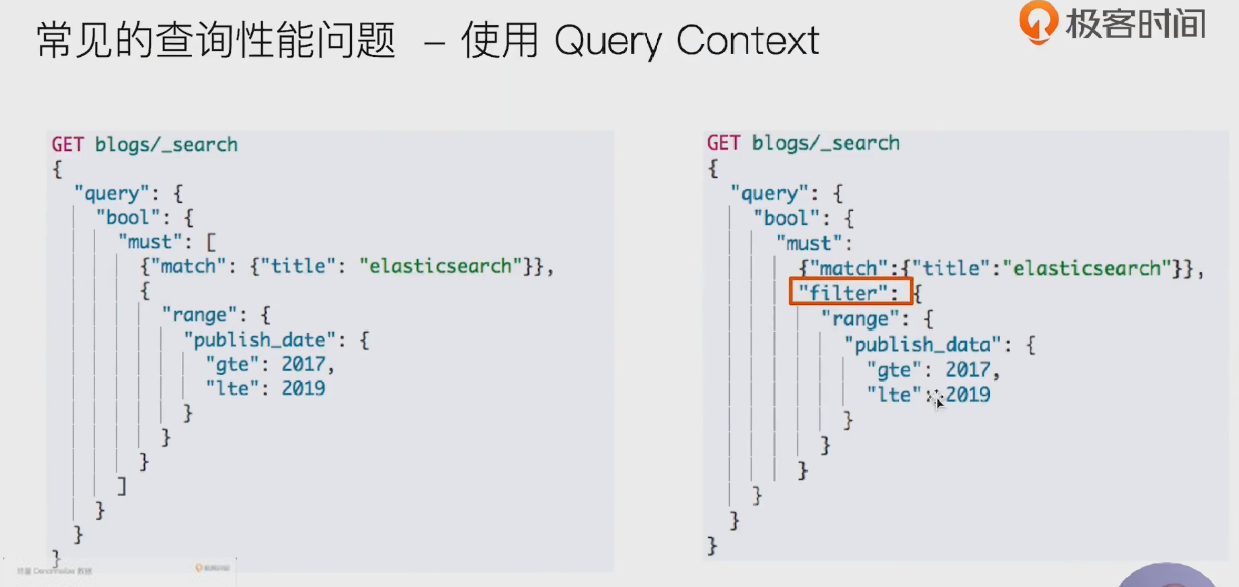 常见的查询性能问题 – 使用 Query Context
极客时间
GET blogs/_search
{
"query": {
"bool": {
"must": [
{"match": {"title": "elasticsearch"}},
{
"range": {
"publish_date": {
"gte": 2017,
"lte": 2019
}
}
}
]
}
}
}
GET blogs/_search
{
"query": {
"bool": {
"must":
{"match":{"title":"elasticsearch"}},
"filter": {
"range": {
"publish_data": {
"gte": 2017,
"lte": 2019
}
}
}
}
}
}